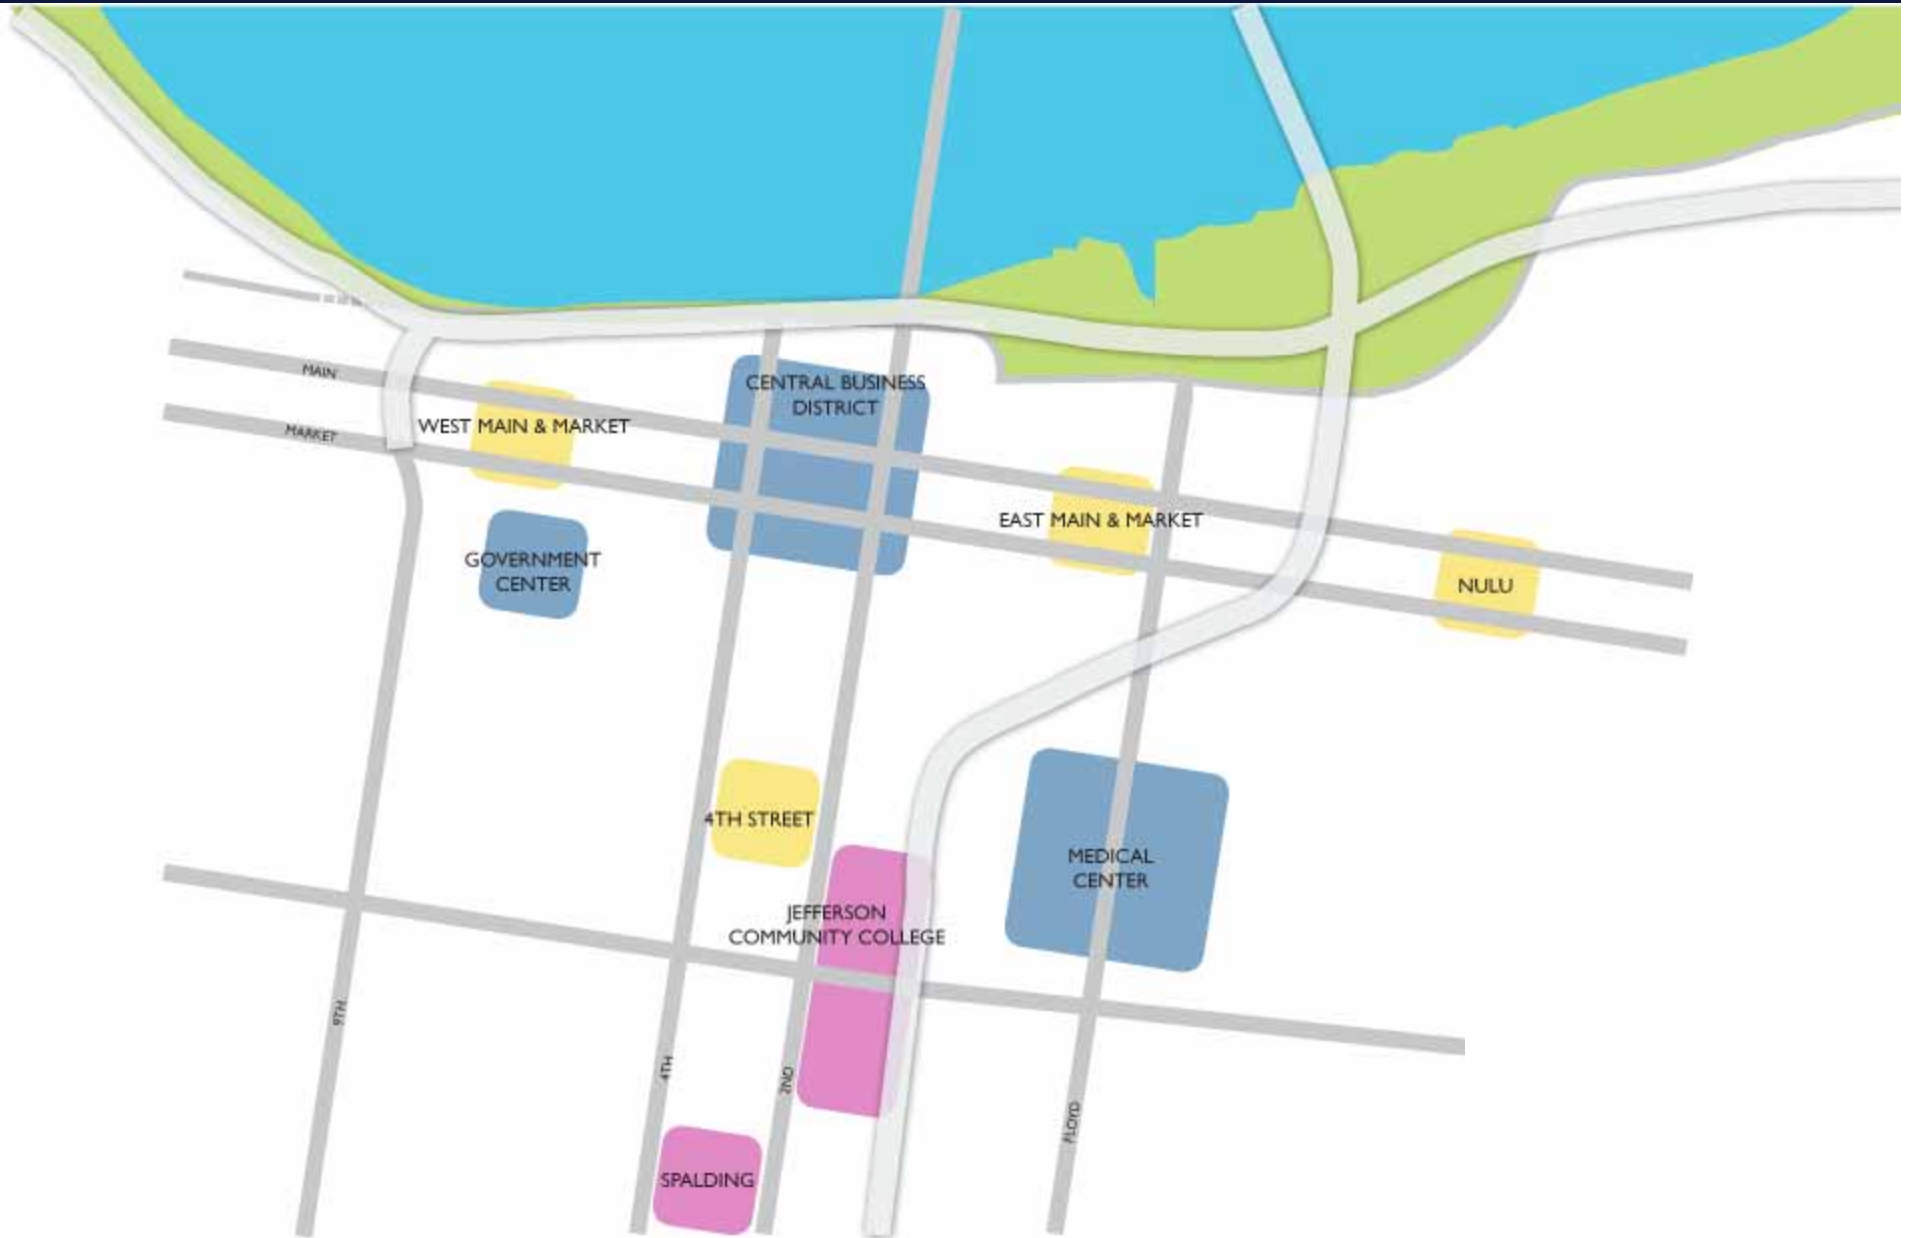 MAIN
CENTRAL BUSINESS
DISTRICT
WEST MAIN & MARKET
MARKET
EAST MAIN & MARKET
GOVERNMENT
CENTER
NULU
4TH STREET
MEDICAL
CENTER
JEFFERSON
COMMUNITY COLLEGE
9TH
4TH
2ND
FLOYD
SPALDING